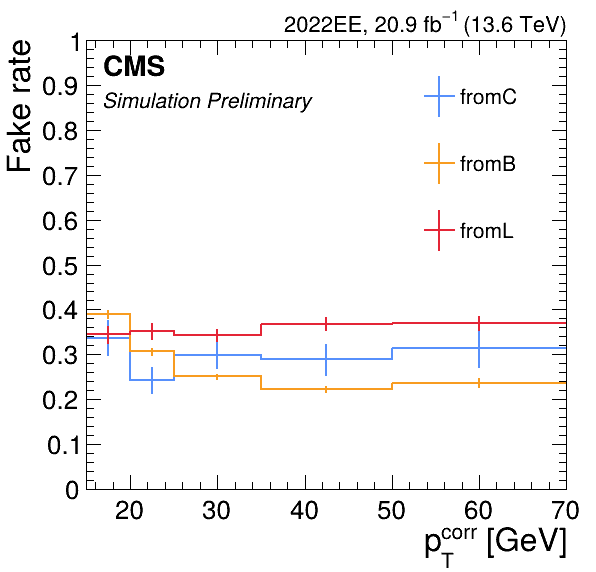 2022EE, 20.9 fb⁻¹ (13.6 TeV)
CMS
Simulation Preliminary
fromC
fromB
fromL
Fake rate
1
0.9
0.8
0.7
0.6
0.5
0.4
0.3
0.2
0.1
0
20 30 40 50 60 70
p_T^corr [GeV]